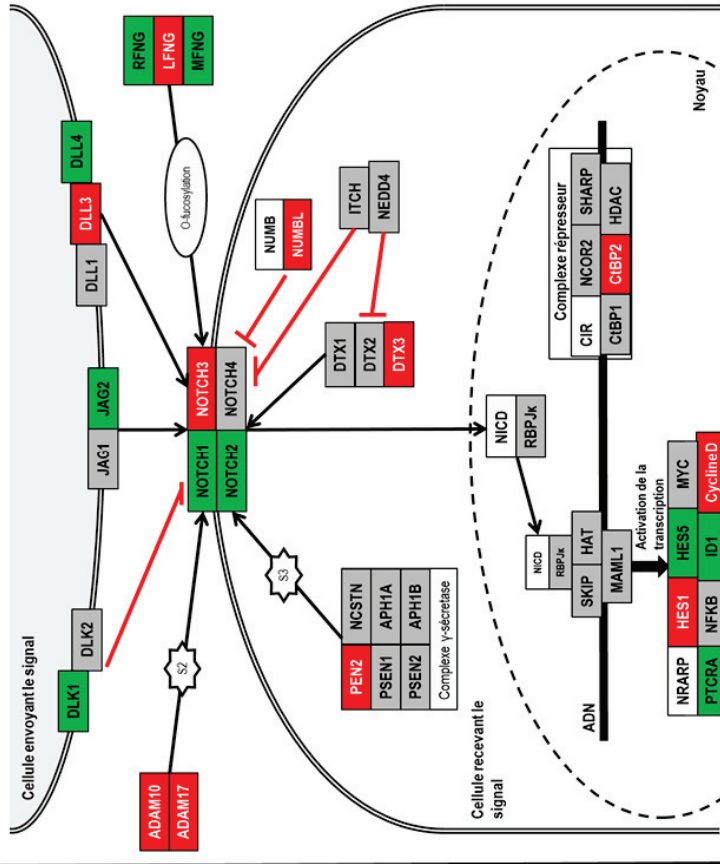 Cellule envoyant le signal
DLK1
DLK2
JAG1
JAG2
DLL1
DLL3
DLL4
ADAM10
ADAM17
S2
RFNG
LFNG
MFNG
O-fucosylation
NOTCH1
NOTCH3
NOTCH2
NOTCH4
S3
PEN2
NCSTN
PSEN1
APH1A
PSEN2
APH1B
Complexe γ-sécretase
NUMB
NUMBL
ITCH
NEDD4
DTX1
DTX2
DTX3
Cellule recevant le
signal
NICD
RBPJκ
NICD
RBPJκ
SKIP
HAT
MAML1
ADN
Activation de la
transcription
Complexe répresseur
CIR
NCOR2
SHARP
CtBP1
CtBP2
HDAC
Noyau
NRARP
HES1
HES5
MYC
PTCRA
NFKB
ID1
CyclineD